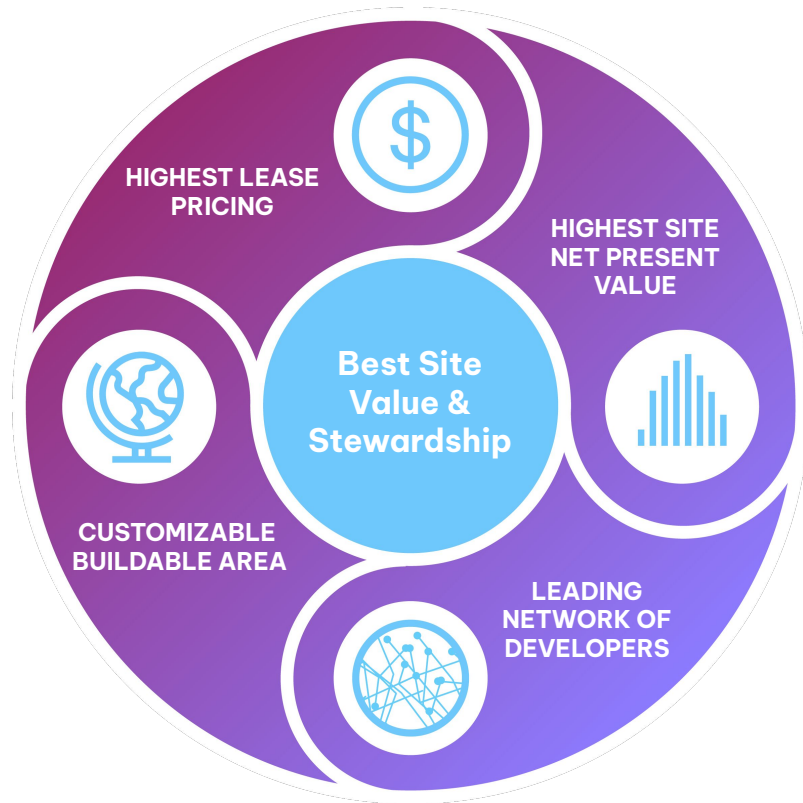 HIGHEST LEASE
PRICING
$
HIGHEST SITE
NET PRESENT
VALUE
Best Site
Value &
Stewardship
CUSTOMIZABLE
BUILDABLE AREA
LEADING
NETWORK OF
DEVELOPERS